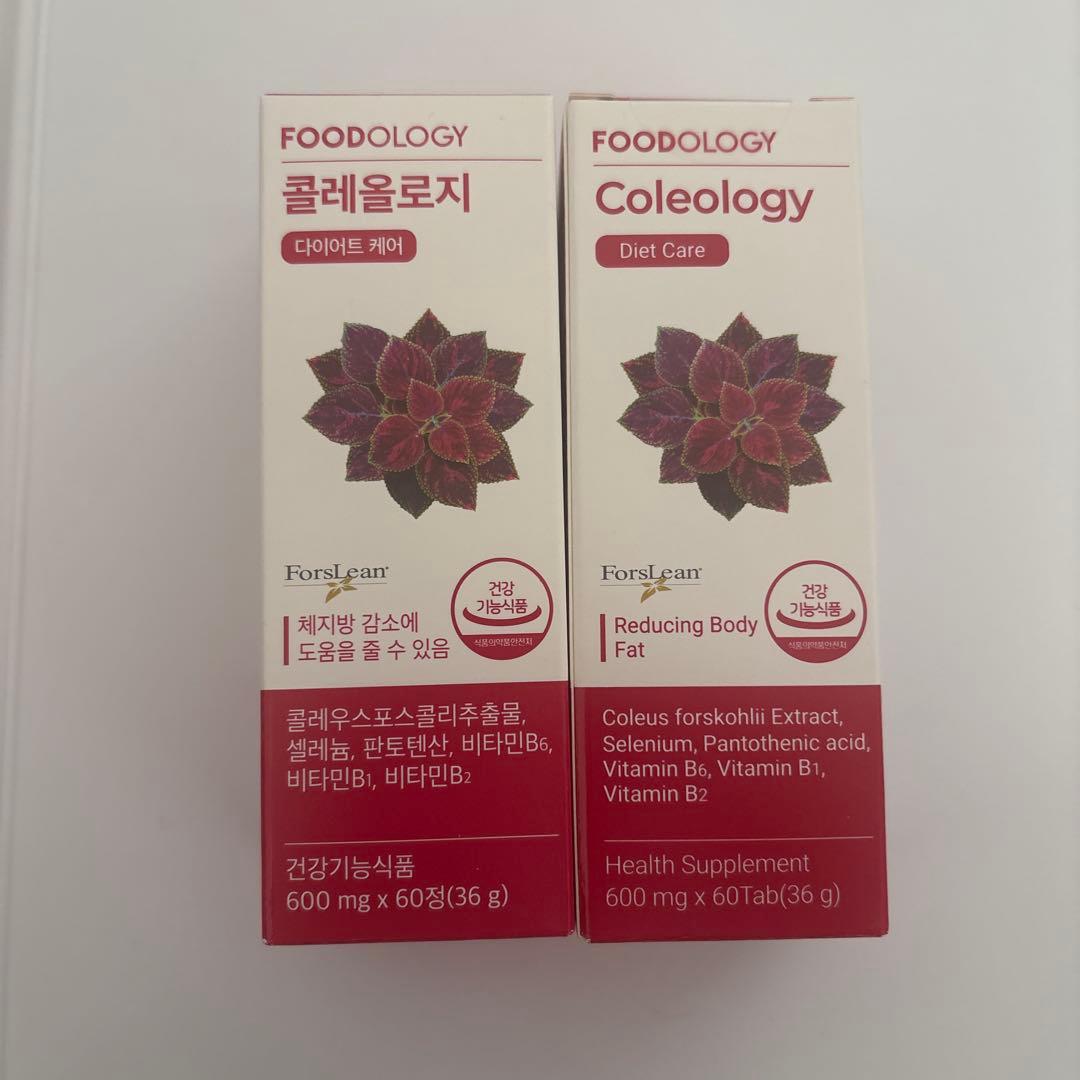 FOODOLOGY
콜레올로지
다이어트 케어
ForsLean®
체지방 감소에
도움을 줄 수 있음
건강
기능식품
식품의약품안전처
콜레우스포스콜리추출물,
셀레늄, 판토텐산, 비타민B6,
비타민B1, 비타민B2
건강기능식품
600 mg x 60정(36 g)
FOODOLOGY
Coleology
Diet Care
ForsLean®
Reducing Body
Fat
건강
기능식품
식품의약품안전처
Coleus forskohlii Extract,
Selenium, Pantothenic acid,
Vitamin B6, Vitamin B1,
Vitamin B2
Health Supplement
600 mg x 60Tab(36 g)